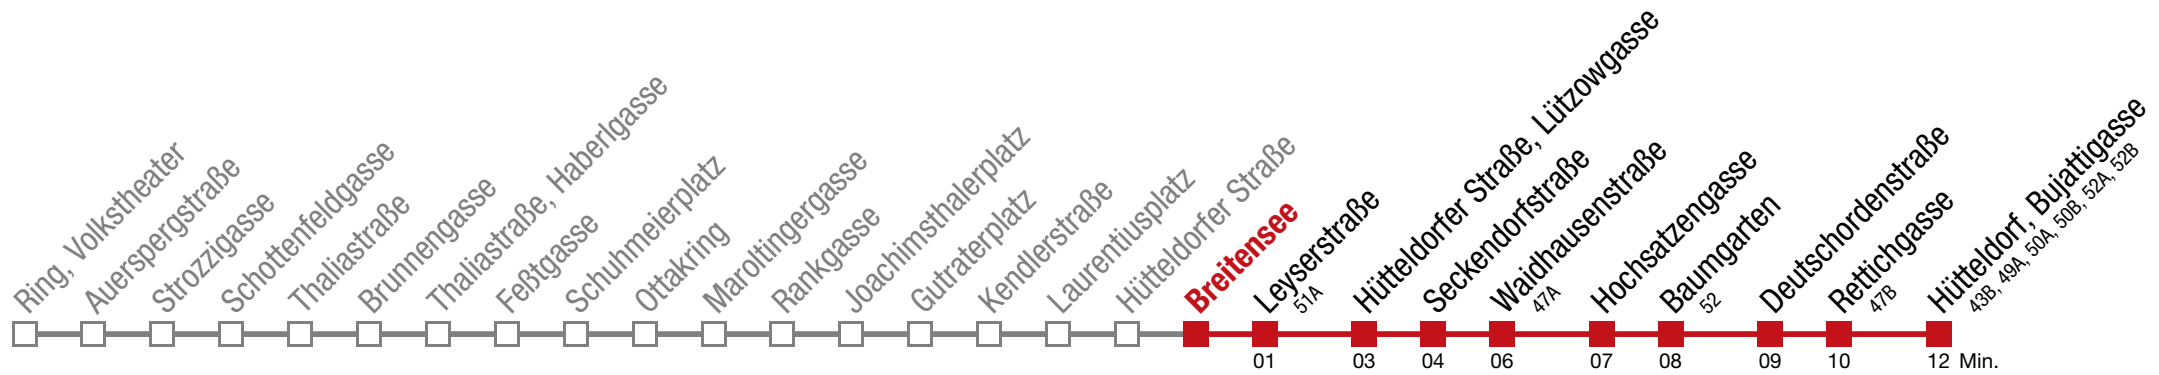 Ring, Volkstheater
Auerspergstraße
Strozzigasse
Schottenfeldgasse
Thaliastraße
Brunnengasse
Thaliastraße, Haberlgasse
Feßtgasse
Schuhmeierplatz
Ottakring
Maroltingergasse
Rankgasse
Joachimsthalerplatz
Gutraterplatz
Kendlerstraße
Laurentiusplatz
Hütteldorfer Straße
Breitensee
Leyserstraße
51A
Hütteldorfer Straße, Lützowgasse
Seckendorfstraße
Waidhausenstraße
47A
Hochsatzengasse
Baumgarten
52
Deutschordenstraße
Rettichgasse
47B
Hütteldorf, Bujattigasse
43B, 49A, 50A, 50B, 52A, 52B
01 03 04 06 07 08 09 10 12 Min.